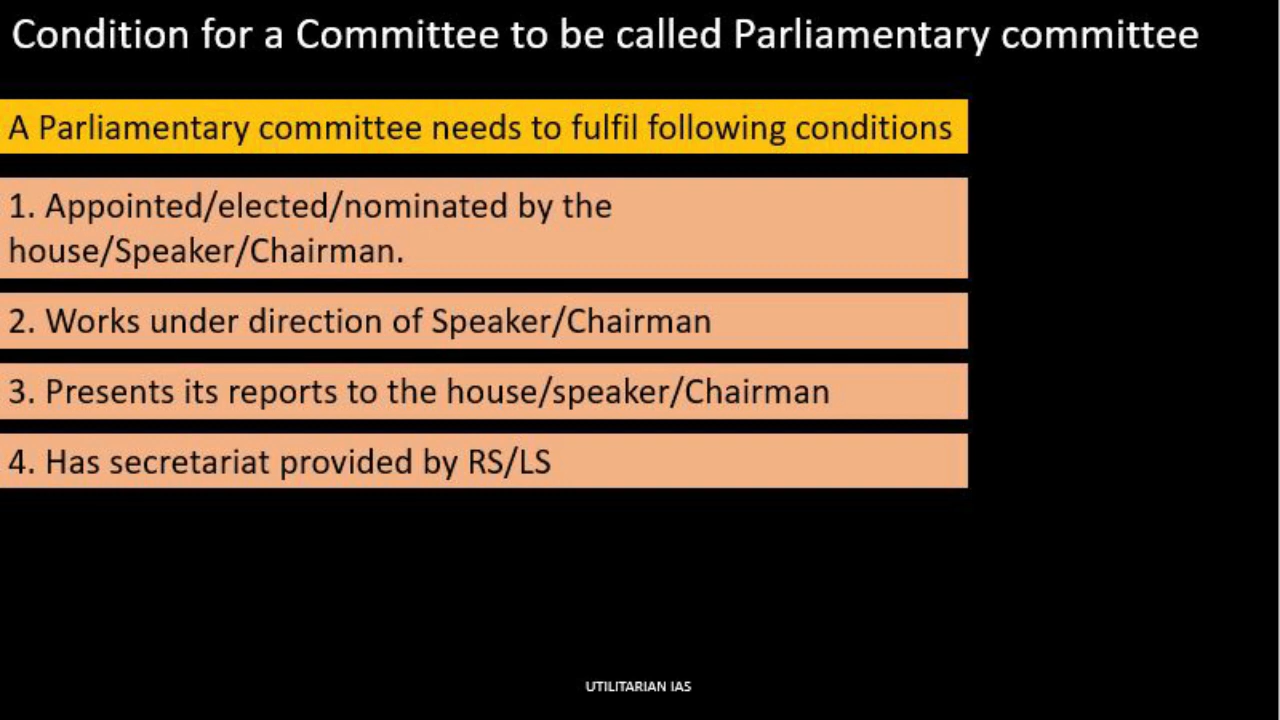 Condition for a Committee to be called Parliamentary committee
A Parliamentary committee needs to fulfil following conditions
1. Appointed/elected/nominated by the
house/Speaker/Chairman.
2. Works under direction of Speaker/Chairman
3. Presents its reports to the house/speaker/Chairman
4. Has secretariat provided by RS/LS
UTILITARIAN IAS